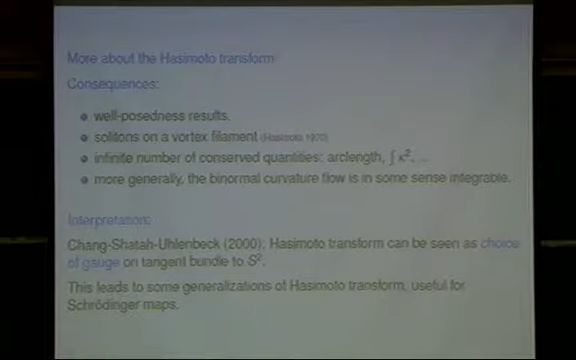 More about the Hasimoto transform
Consequences:
well-posedness results.
solitons on a vortex filament (Hasimoto 1970)
infinite number of conserved quantities: arclength, ∫ κ², ...
more generally, the binormal curvature flow is in some sense integrable.
Interpretation:
Chang-Shatah-Uhlenbeck (2000): Hasimoto transform can be seen as choice
of gauge on tangent bundle to S².
This leads to some generalizations of Hasimoto transform, useful for
Schrödinger maps.